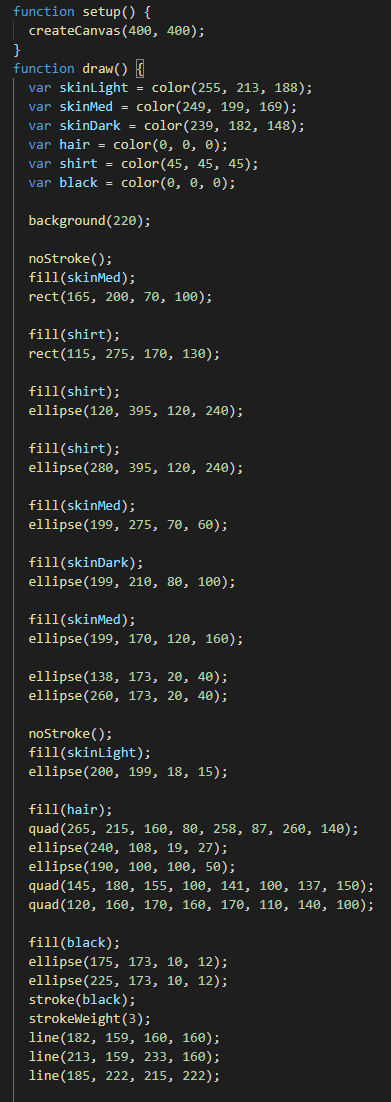 function setup() {
createCanvas(400, 400);
}
function draw() {
var skinLight = color(255, 213, 188);
var skinMed = color(249, 199, 169);
var skinDark = color(239, 182, 148);
var hair = color(0, 0, 0);
var shirt = color(45, 45, 45);
var black = color(0, 0, 0);
background(220);
noStroke();
fill(skinMed);
rect(165, 200, 70, 100);
fill(shirt);
rect(115, 275, 170, 130);
fill(shirt);
ellipse(120, 395, 120, 240);
fill(shirt);
ellipse(280, 395, 120, 240);
fill(skinMed);
ellipse(199, 275, 70, 60);
fill(skinDark);
ellipse(199, 210, 80, 100);
fill(skinMed);
ellipse(199, 170, 120, 160);
ellipse(138, 173, 20, 40);
ellipse(260, 173, 20, 40);
noStroke();
fill(skinLight);
ellipse(200, 199, 18, 15);
fill(hair);
quad(265, 215, 160, 80, 258, 87, 260, 140);
ellipse(240, 108, 19, 27);
ellipse(190, 100, 100, 50);
quad(145, 180, 155, 100, 141, 100, 137, 150);
quad(120, 160, 170, 160, 170, 110, 140, 100);
fill(black);
ellipse(175, 173, 10, 12);
ellipse(225, 173, 10, 12);
stroke(black);
strokeWeight(3);
line(182, 159, 160, 160);
line(213, 159, 233, 160);
line(185, 222, 215, 222);